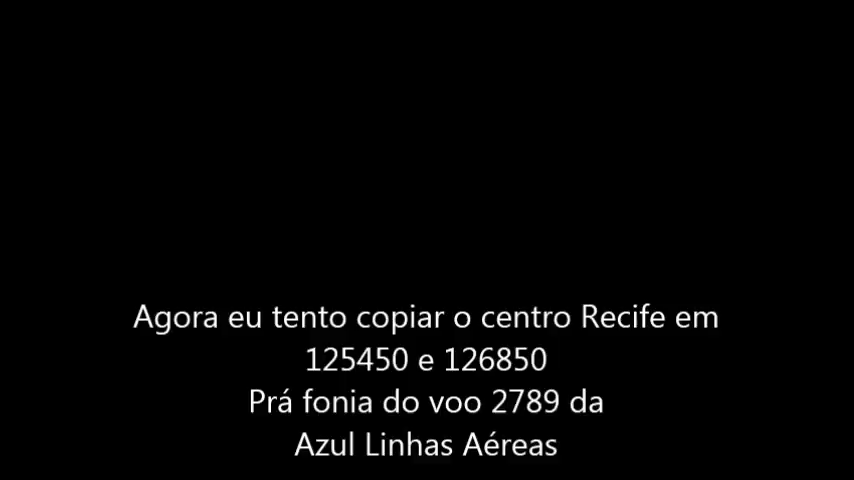 Agora eu tento copiar o centro Recife em
125450 e 126850
Prá fonia do voo 2789 da
Azul Linhas Aéreas